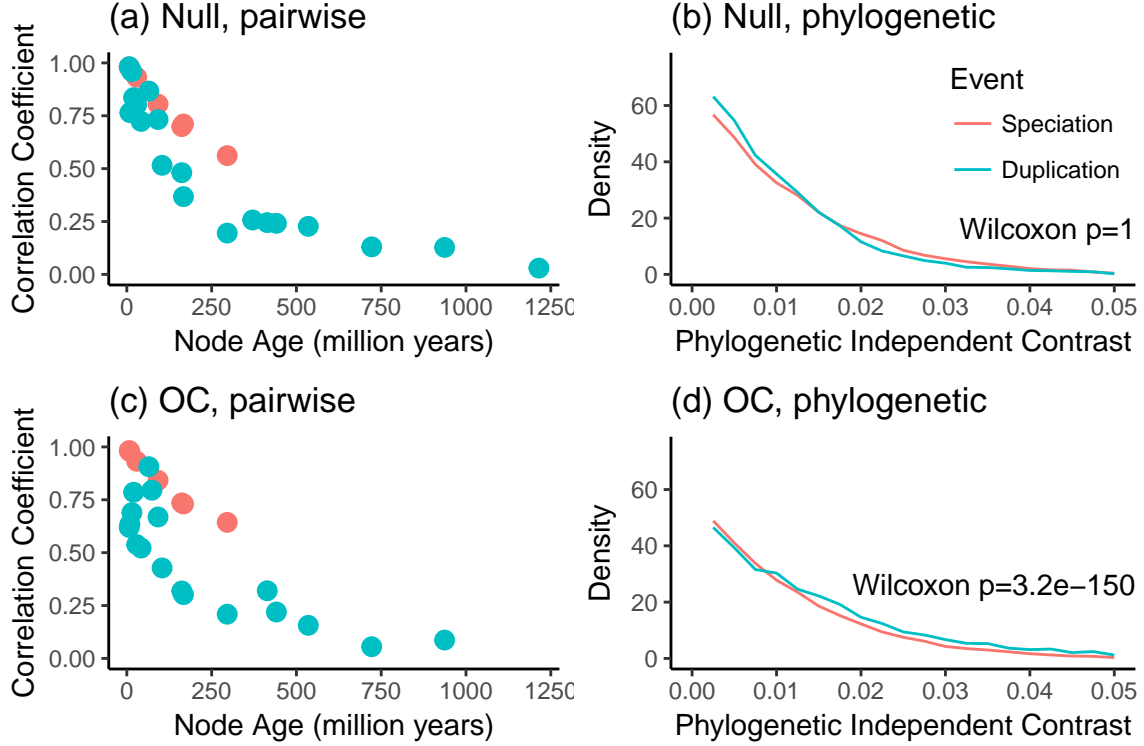 (a) Null, pairwise
Correlation Coefficient
1.00
0.75
0.50
0.25
0.00
0
250
500
750
1000
1250
Node Age (million years)
(b) Null, phylogenetic
Density
60
40
20
0
Event
Speciation
Duplication
Wilcoxon p=1
0.00
0.01
0.02
0.03
0.04
0.05
Phylogenetic Independent Contrast
(c) OC, pairwise
Correlation Coefficient
1.00
0.75
0.50
0.25
0.00
0
250
500
750
1000
1250
Node Age (million years)
(d) OC, phylogenetic
Density
60
40
20
0
Wilcoxon p=3.2e−150
0.00
0.01
0.02
0.03
0.04
0.05
Phylogenetic Independent Contrast